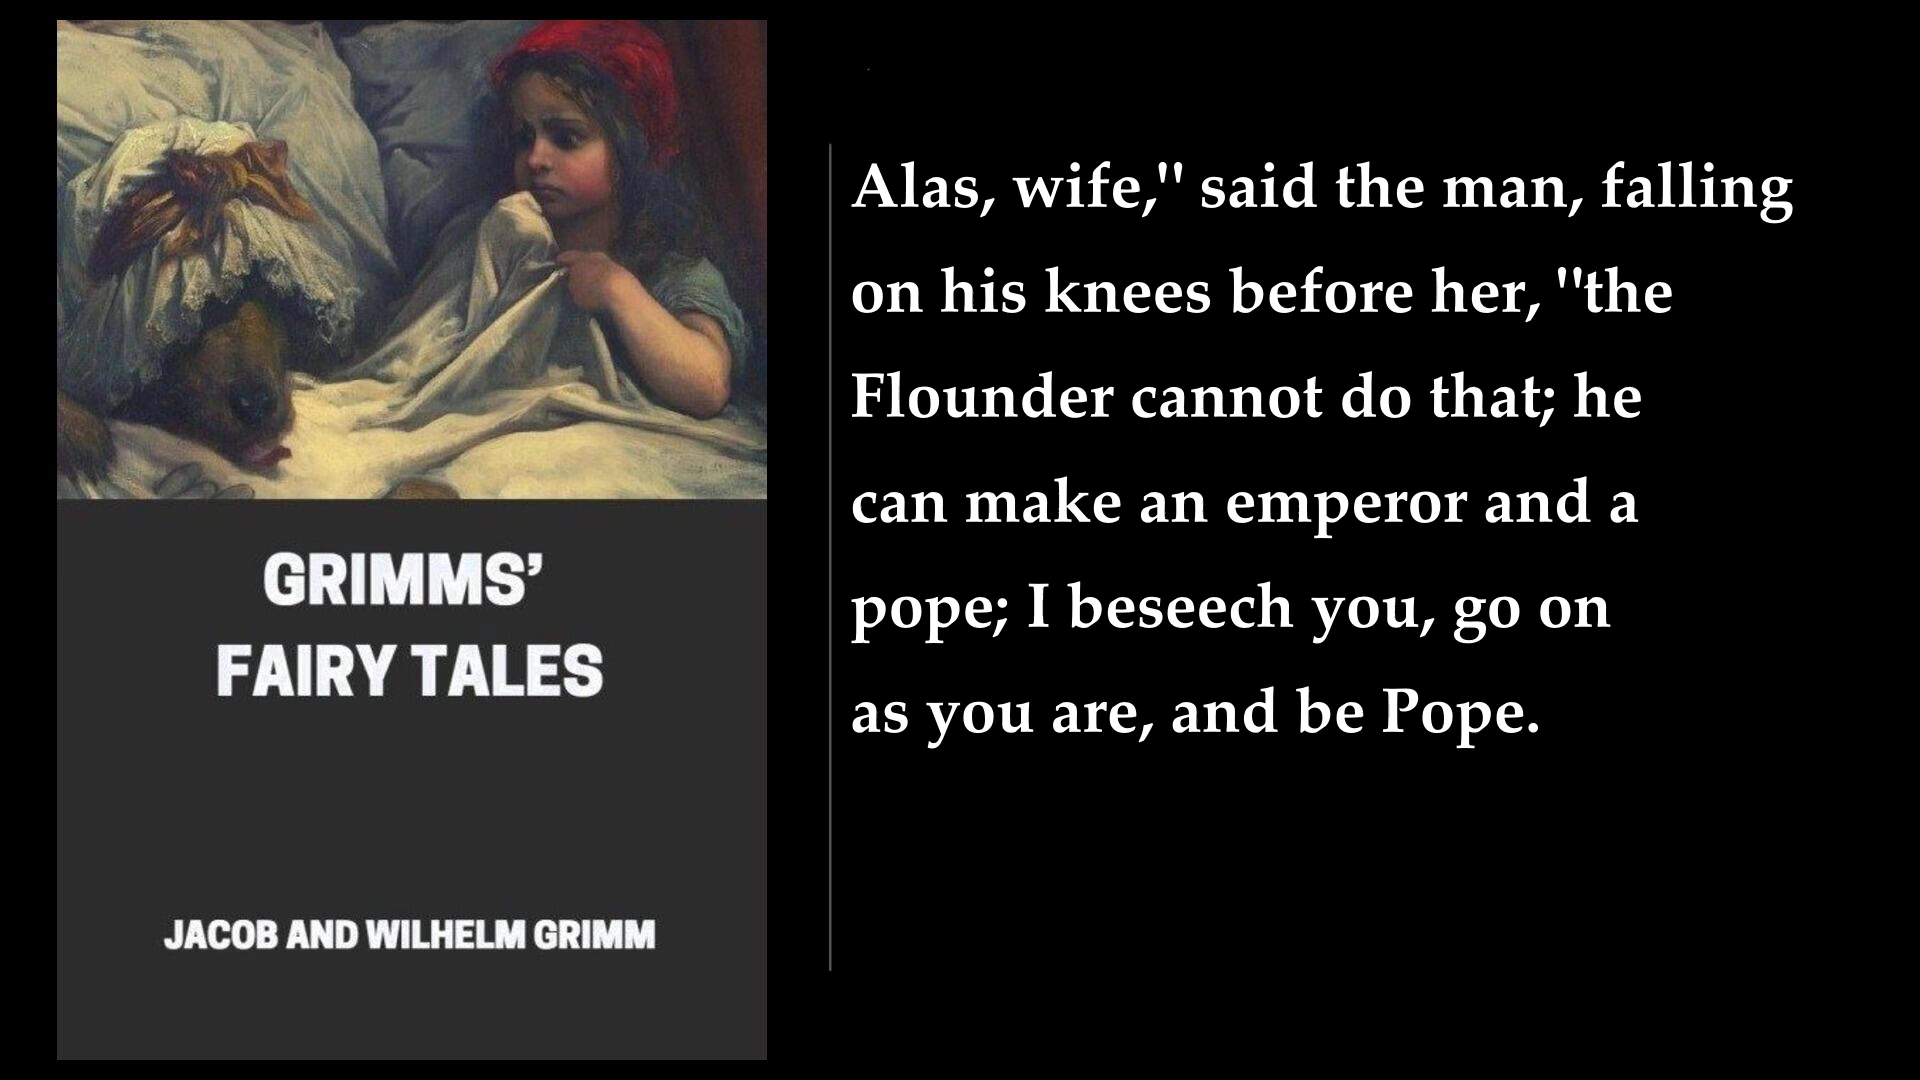 GRIMMS’
FAIRY TALES
JACOB AND WILHELM GRIMM
Alas, wife," said the man, falling
on his knees before her, "the
Flounder cannot do that; he
can make an emperor and a
pope; I beseech you, go on
as you are, and be Pope.